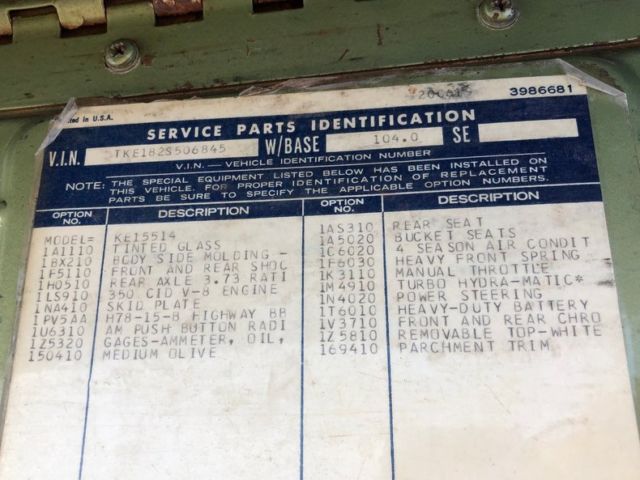 ted in U.S.A.
3986681
SERVICE PARTS IDENTIFICATION
V.I.N. TKE182S506845 W/BASE 104.0 SE
V.I.N. — VEHICLE IDENTIFICATION NUMBER
NOTE: THE SPECIAL EQUIPMENT LISTED BELOW HAS BEEN INSTALLED ON
THIS VEHICLE. FOR PROPER IDENTIFICATION OF REPLACEMENT
PARTS BE SURE TO SPECIFY THE APPLICABLE OPTION NUMBERS.
OPTION NO. DESCRIPTION
MODEL= KE15514
1A1110 TINTED GLASS
1BX210 BODY SIDE MOLDING -
1F5110 FRONT AND REAR SHOC
1H0510 REAR AXLE 3.73 RATI
1LS910 350 CID V-8 ENGINE
1NA410 SKID PLATE
1PV5AA H78-15-B HIGHWAY BB
1U6310 AM PUSH BUTTON RADI
1Z5320 GAGES-AMMETER, OIL,
150410 MEDIUM OLIVE
OPTION NO. DESCRIPTION
1AS310 REAR SEAT
1A5020 BUCKET SEATS
1C6020 4 SEASON AIR CONDIT
1F6030 HEAVY FRONT SPRING
1K3110 MANUAL THROTTLE
1M4910 TURBO HYDRA-MATIC*
1N4020 POWER STEERING
1T6010 HEAVY-DUTY BATTERY
1V3710 FRONT AND REAR CHRO
1Z5810 REMOVABLE TOP-WHITE
169410 PARCHMENT TRIM